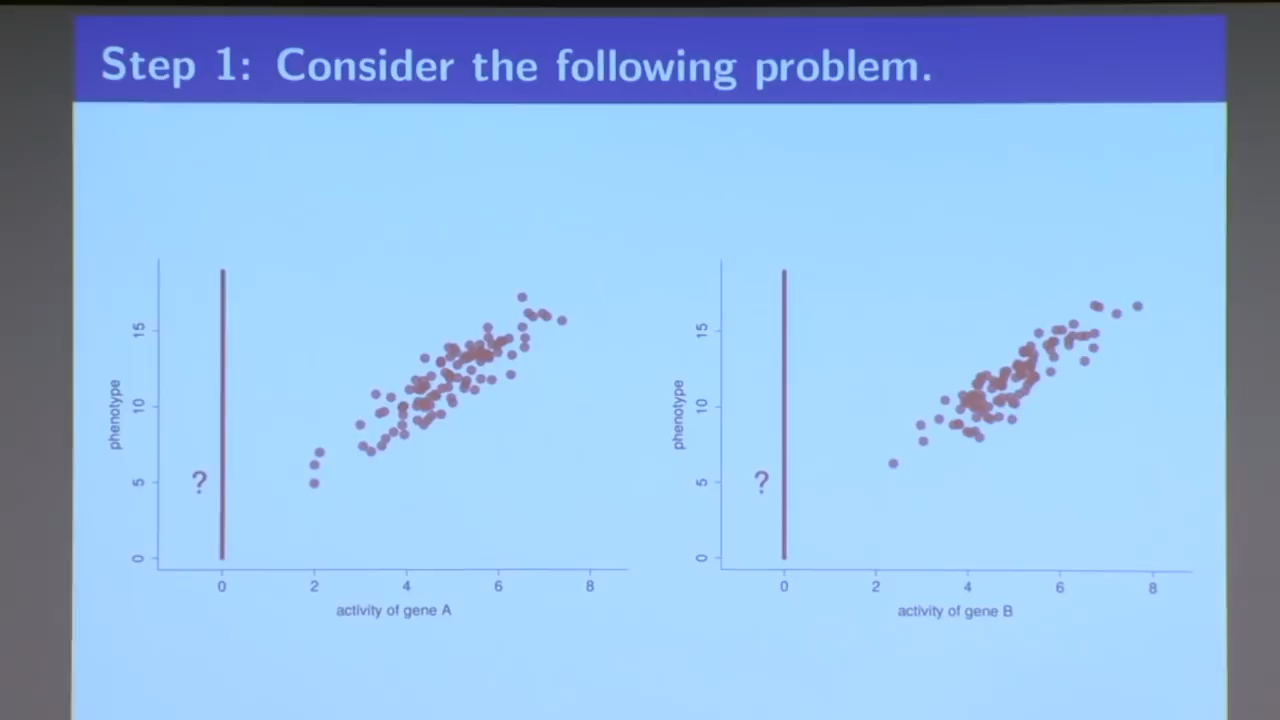 Step 1: Consider the following problem.
phenotype
15
10
5
0
?
0 2 4 6 8
activity of gene A
phenotype
15
10
5
0
?
0 2 4 6 8
activity of gene B